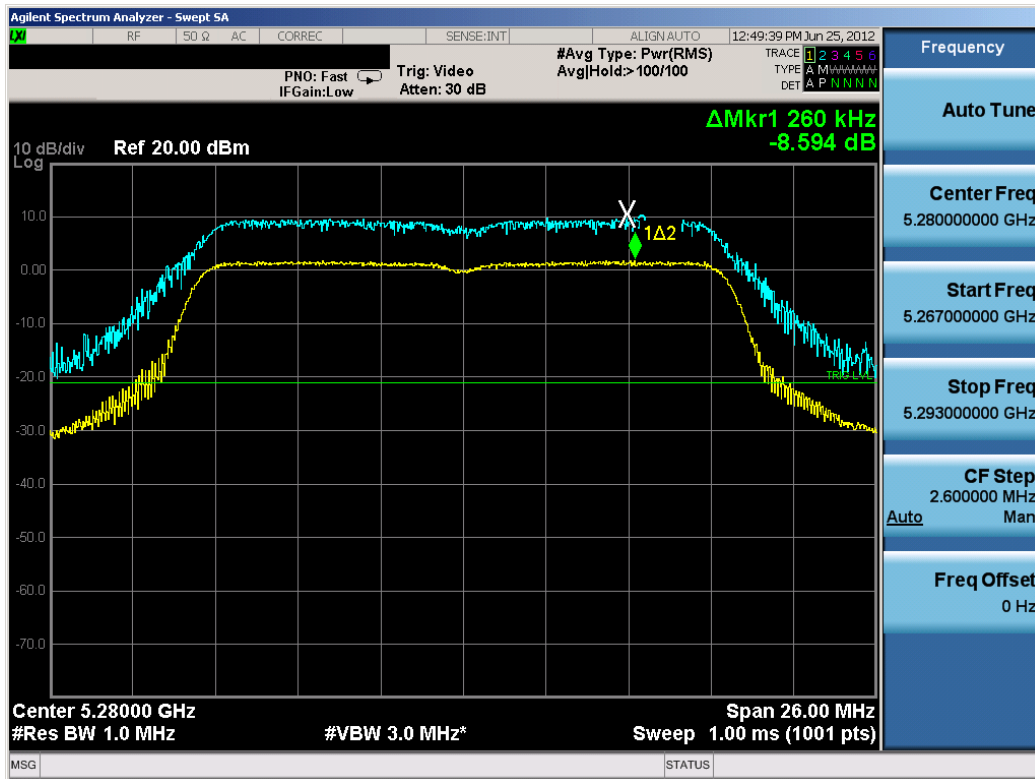 Agilent Spectrum Analyzer - Swept SA
LXI RF 50 Ω AC CORREC SENSE:INT ALIGN AUTO 12:49:39 PM Jun 25, 2012
#Avg Type: Pwr(RMS) TRACE 1 2 3 4 5 6
PNO: Fast Trig: Video Avg|Hold:>100/100 TYPE A M W W W W
IFGain:Low Atten: 30 dB DET A P N N N N
ΔMkr1 260 kHz
-8.594 dB
10 dB/div Ref 20.00 dBm
Log
10.0
0.00
-10.0
-20.0
-30.0
-40.0
-50.0
-60.0
-70.0
X
1Δ2
TRIG LVL
Center 5.28000 GHz Span 26.00 MHz
#Res BW 1.0 MHz #VBW 3.0 MHz* Sweep 1.00 ms (1001 pts)
MSG STATUS
Frequency
Auto Tune
Center Freq
5.280000000 GHz
Start Freq
5.267000000 GHz
Stop Freq
5.293000000 GHz
CF Step
2.600000 MHz
Auto Man
Freq Offset
0 Hz